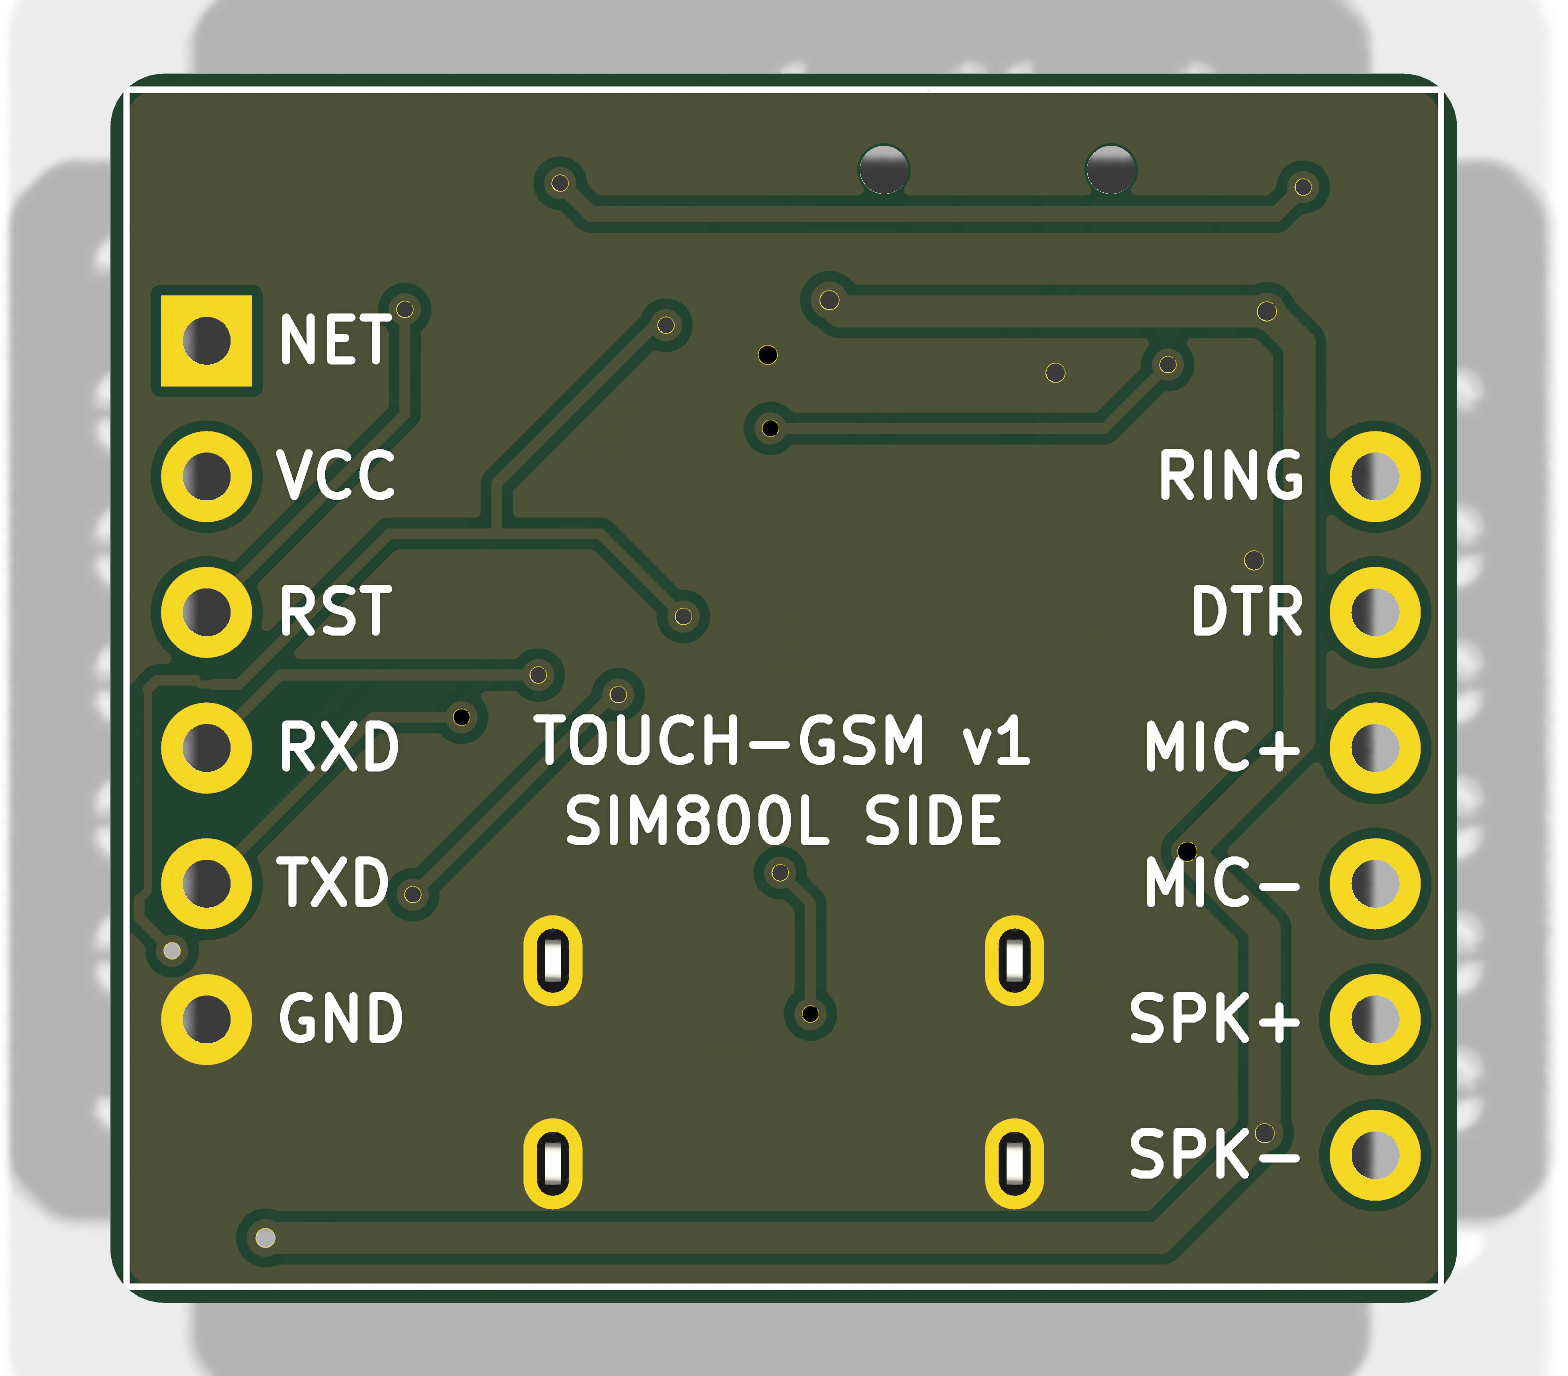 NET
VCC
RST
RXD
TXD
GND
TOUCH-GSM v1
SIM800L SIDE
RING
DTR
MIC+
MIC-
SPK+
SPK-